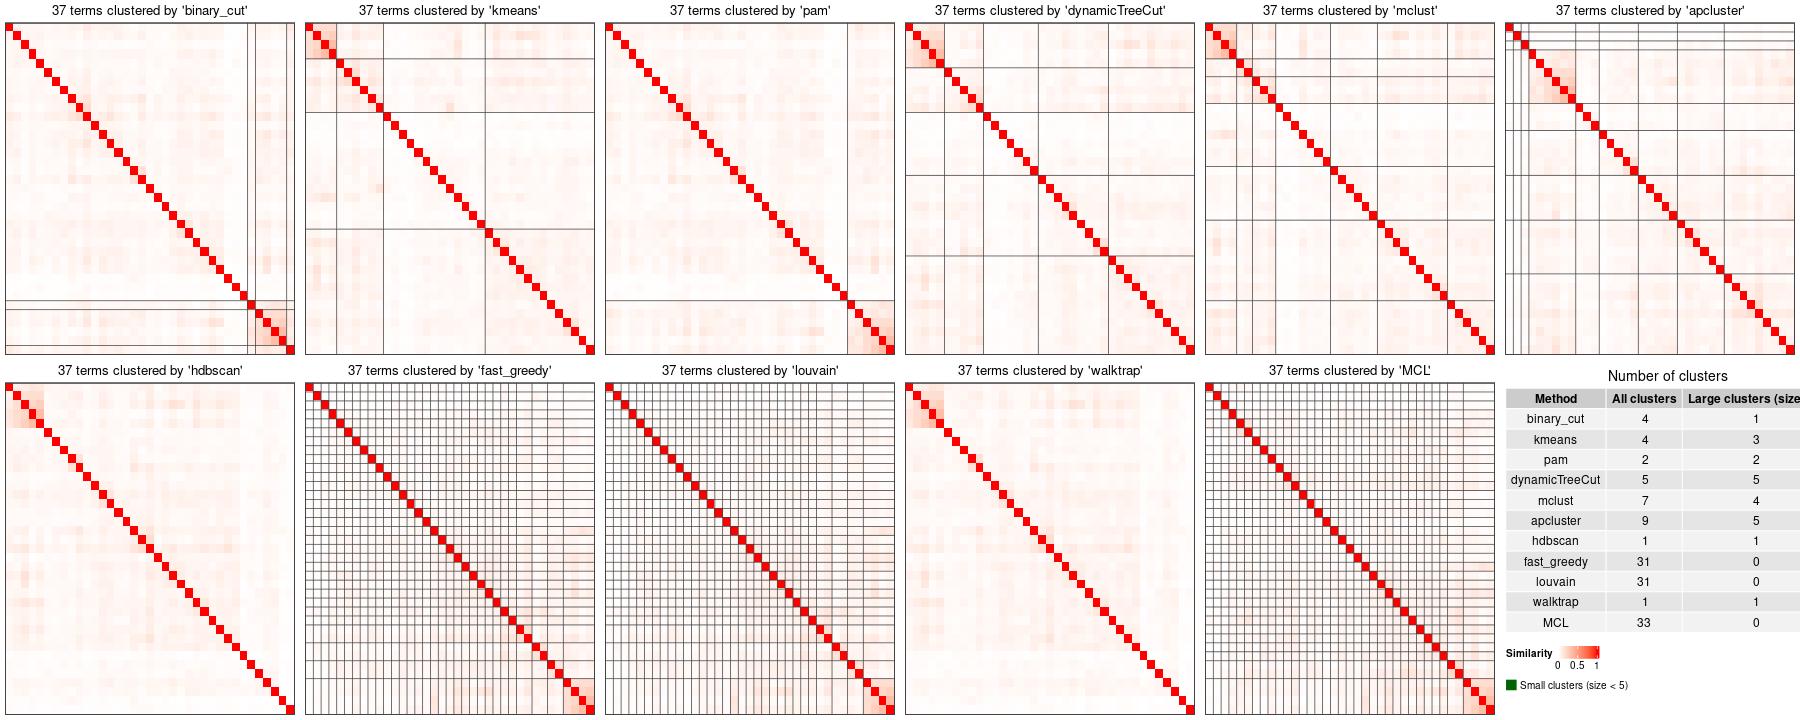 37 terms clustered by 'binary_cut'
37 terms clustered by 'kmeans'
37 terms clustered by 'pam'
37 terms clustered by 'dynamicTreeCut'
37 terms clustered by 'mclust'
37 terms clustered by 'apcluster'
37 terms clustered by 'hdbscan'
37 terms clustered by 'fast_greedy'
37 terms clustered by 'louvain'
37 terms clustered by 'walktrap'
37 terms clustered by 'MCL'
Number of clusters
Method All clusters Large clusters (size
binary_cut 4 1
kmeans 4 3
pam 2 2
dynamicTreeCut 5 5
mclust 7 4
apcluster 9 5
hdbscan 1 1
fast_greedy 31 0
louvain 31 0
walktrap 1 1
MCL 33 0
Similarity
0 0.5 1
Small clusters (size < 5)